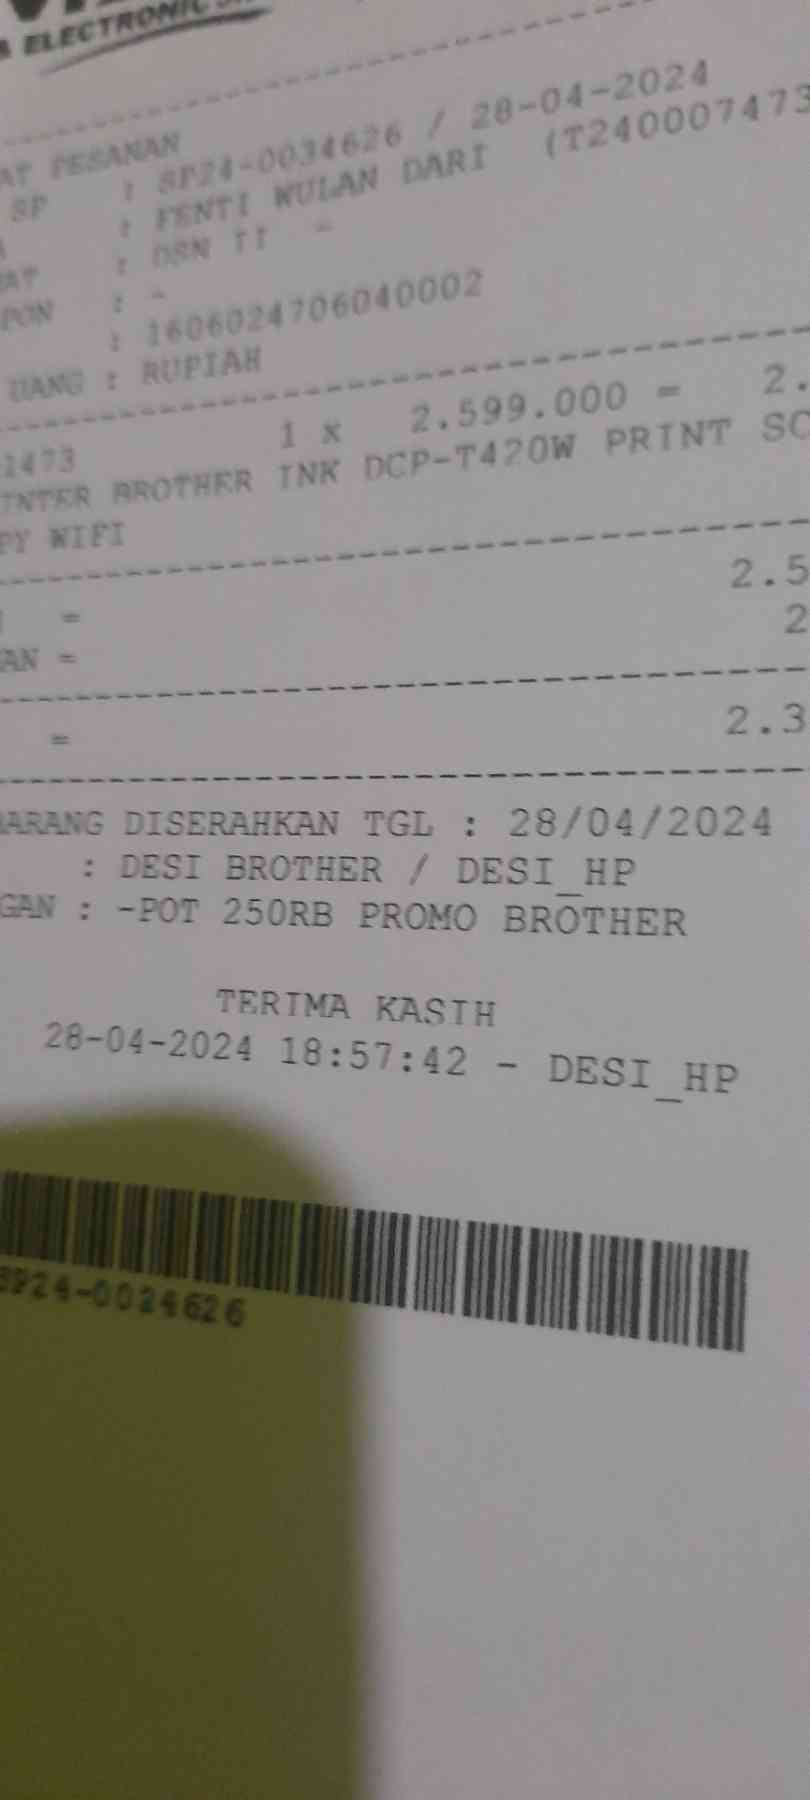 ELECTRONIC
AT PESANAN
SP : SP24-0034626 / 28-04-2024
: FENTI WULAN DARI (T240007473
AT : DSN II -
PON : -
: 1606024706040002
UANG : RUPIAH
1473 1 x 2.599.000 = 2.
INTER BROTHER INK DCP-T420W PRINT SC
PY WIFI
= 2.5
AN = 2
= 2.3
BARANG DISERAHKAN TGL : 28/04/2024
: DESI BROTHER / DESI_HP
GAN : -POT 250RB PROMO BROTHER
TERIMA KASIH
28-04-2024 18:57:42 - DESI_HP
SP24-0034626